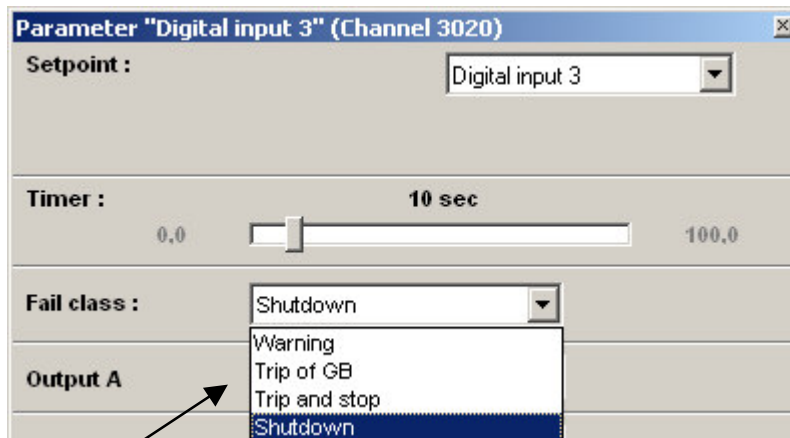 Parameter "Digital input 3" (Channel 3020)
Setpoint :
Digital input 3
Timer :
10 sec
0,0
100,0
Fail class :
Shutdown
Warning
Trip of GB
Output A
Trip and stop
Shutdown